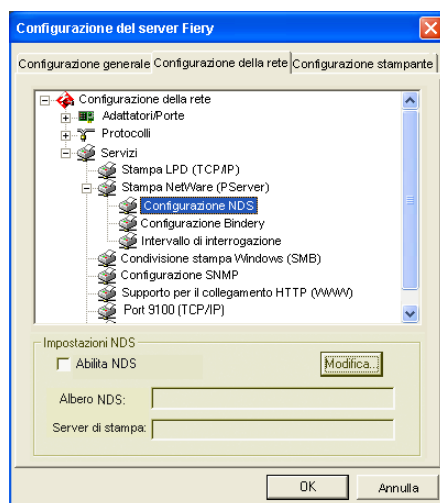 Configurazione del server Fiery
Configurazione generale Configurazione della rete Configurazione stampante
Configurazione della rete
Adattatori/Porte
Protocolli
Servizi
Stampa LPD (TCP/IP)
Stampa NetWare (PServer)
Configurazione NDS
Configurazione Bindery
Intervallo di interrogazione
Condivisione stampa Windows (SMB)
Configurazione SNMP
Supporto per il collegamento HTTP (WWW)
Port 9100 (TCP/IP)
Impostazioni NDS
Abilita NDS
Modifica...
Albero NDS:
Server di stampa:
OK Annulla